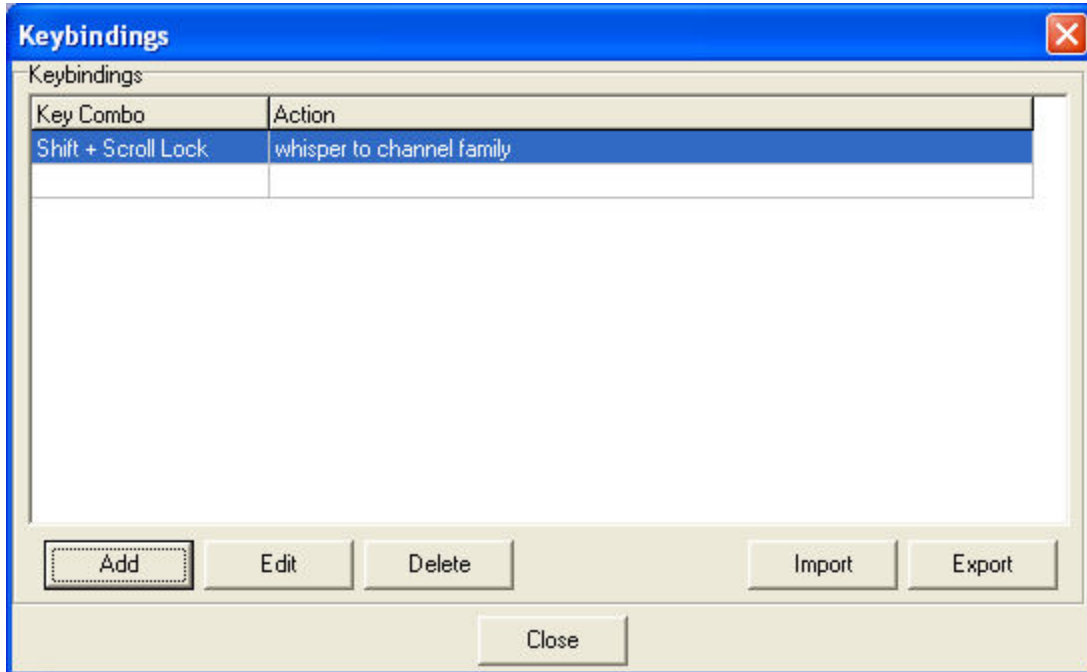 Keybindings
Keybindings
Key Combo Action
Shift + Scroll Lock whisper to channel family
Add Edit Delete Import Export
Close